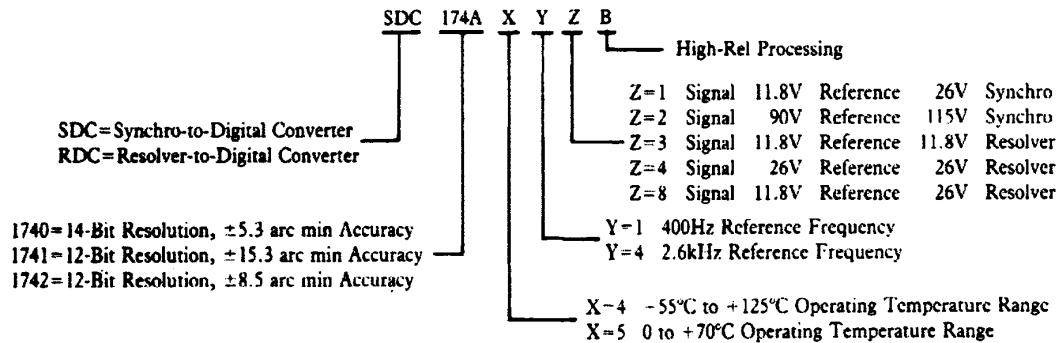 SDC 174A X Y Z B
High-Rel Processing
Z=1 Signal 11.8V Reference 26V Synchro
Z=2 Signal 90V Reference 115V Synchro
Z=3 Signal 11.8V Reference 11.8V Resolver
Z=4 Signal 26V Reference 26V Resolver
Z=8 Signal 11.8V Reference 26V Resolver
SDC=Synchro-to-Digital Converter
RDC=Resolver-to-Digital Converter
1740=14-Bit Resolution, ±5.3 arc min Accuracy
1741=12-Bit Resolution, ±15.3 arc min Accuracy
1742=12-Bit Resolution, ±8.5 arc min Accuracy
Y=1 400Hz Reference Frequency
Y=4 2.6kHz Reference Frequency
X=4 -55°C to +125°C Operating Temperature Range
X=5 0 to +70°C Operating Temperature Range